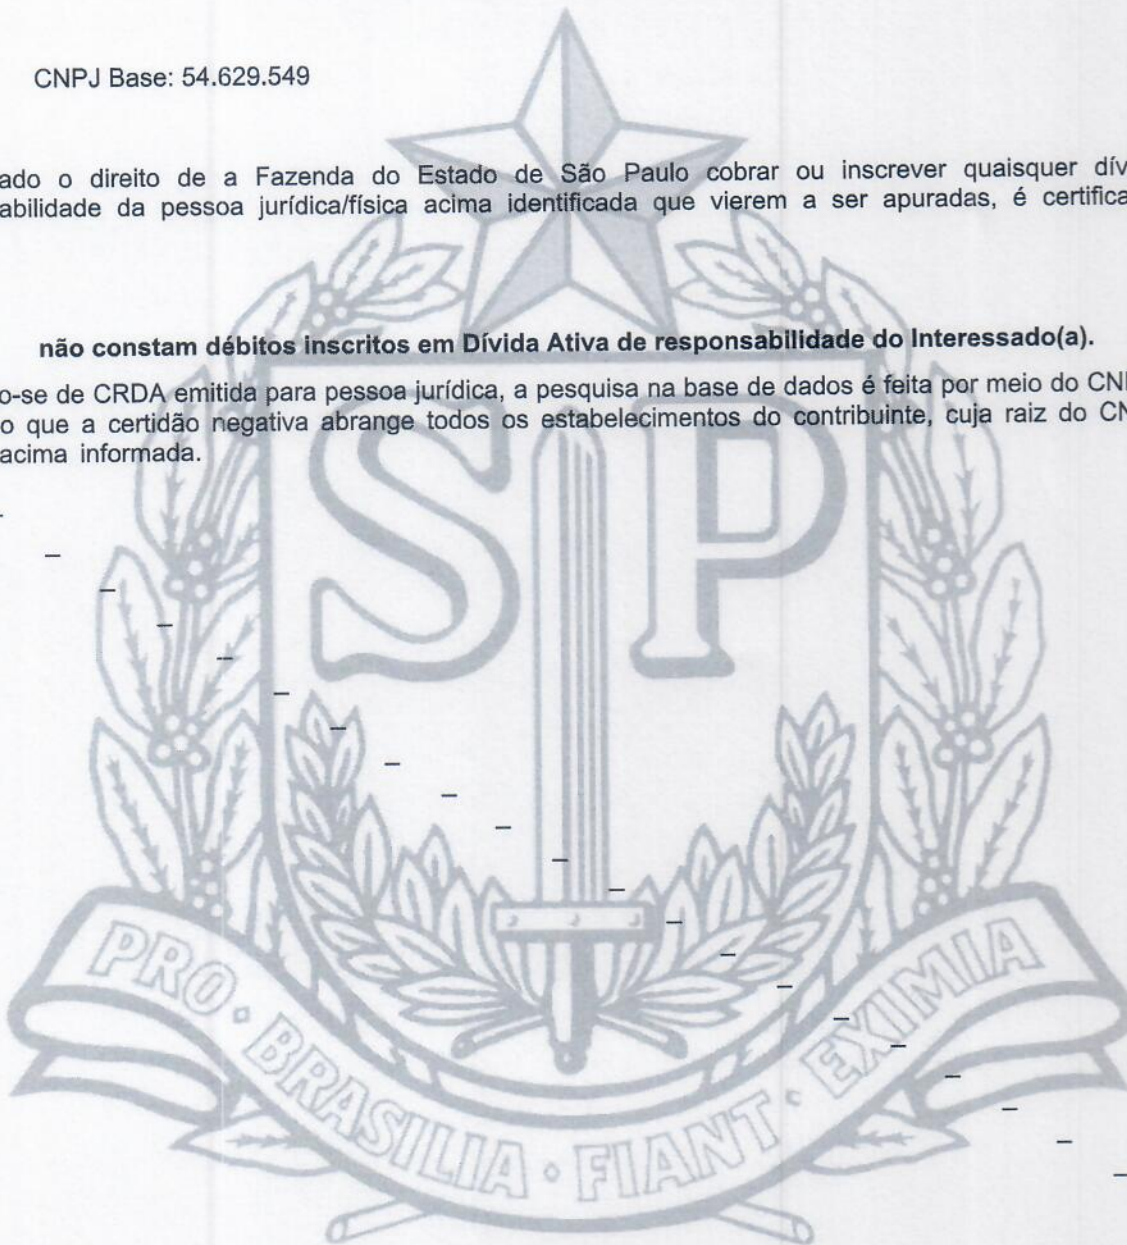 CNPJ Base: 54.629.549
ado o direito de a Fazenda do Estado de São Paulo cobrar ou inscrever quaisquer dív
abilidade da pessoa jurídica/física acima identificada que vierem a ser apuradas, é certifica
não constam débitos inscritos em Dívida Ativa de responsabilidade do Interessado(a).
o-se de CRDA emitida para pessoa jurídica, a pesquisa na base de dados é feita por meio do CN
o que a certidão negativa abrange todos os estabelecimentos do contribuinte, cuja raiz do CN
acima informada.
SP
PRO · BRASILIA · FIANT · EXIMIA